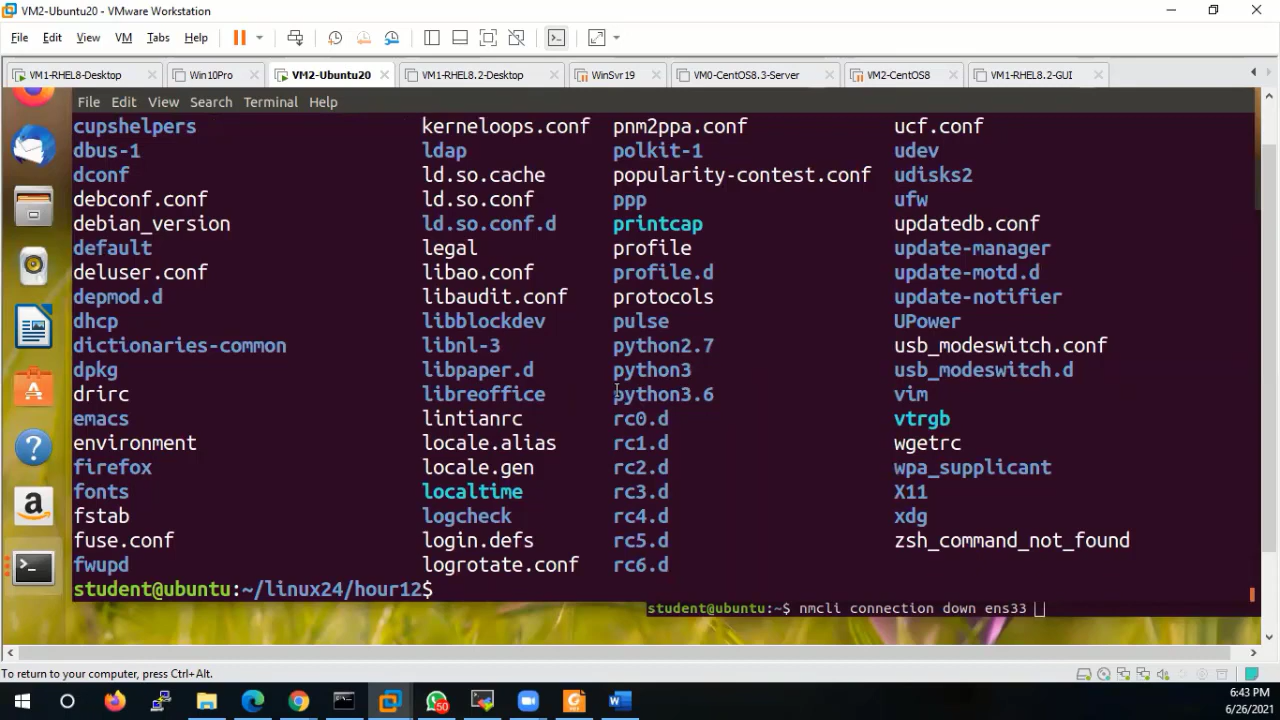 VM2-Ubuntu20 - VMware Workstation
File Edit View VM Tabs Help
VM1-RHEL8-Desktop Win10Pro VM2-Ubuntu20 VM1-RHEL8.2-Desktop WinSvr19 VM0-CentOS8.3-Server VM2-CentOS8 VM1-RHEL8.2-GUI
File Edit View Search Terminal Help
cupshelpers kerneloops.conf pnm2ppa.conf ucf.conf
dbus-1 ldap polkit-1 udev
dconf ld.so.cache popularity-contest.conf udisks2
debconf.conf ld.so.conf ppp ufw
debian_version ld.so.conf.d printcap updatedb.conf
default legal profile update-manager
deluser.conf libao.conf profile.d update-motd.d
depmod.d libaudit.conf protocols update-notifier
dhcp libblockdev pulse UPower
dictionaries-common libnl-3 python2.7 usb_modeswitch.conf
dpkg libpaper.d python3 usb_modeswitch.d
drirc libreoffice python3.6 vim
emacs lintianrc rc0.d vtrgb
environment locale.alias rc1.d wgetrc
firefox locale.gen rc2.d wpa_supplicant
fonts localtime rc3.d X11
fstab logcheck rc4.d xdg
fuse.conf login.defs rc5.d zsh_command_not_found
fwupd logrotate.conf rc6.d
student@ubuntu:~/linux24/hour12$
student@ubuntu:~$ nmcli connection down ens33
To return to your computer, press Ctrl+Alt.
50
6:43 PM
6/26/2021